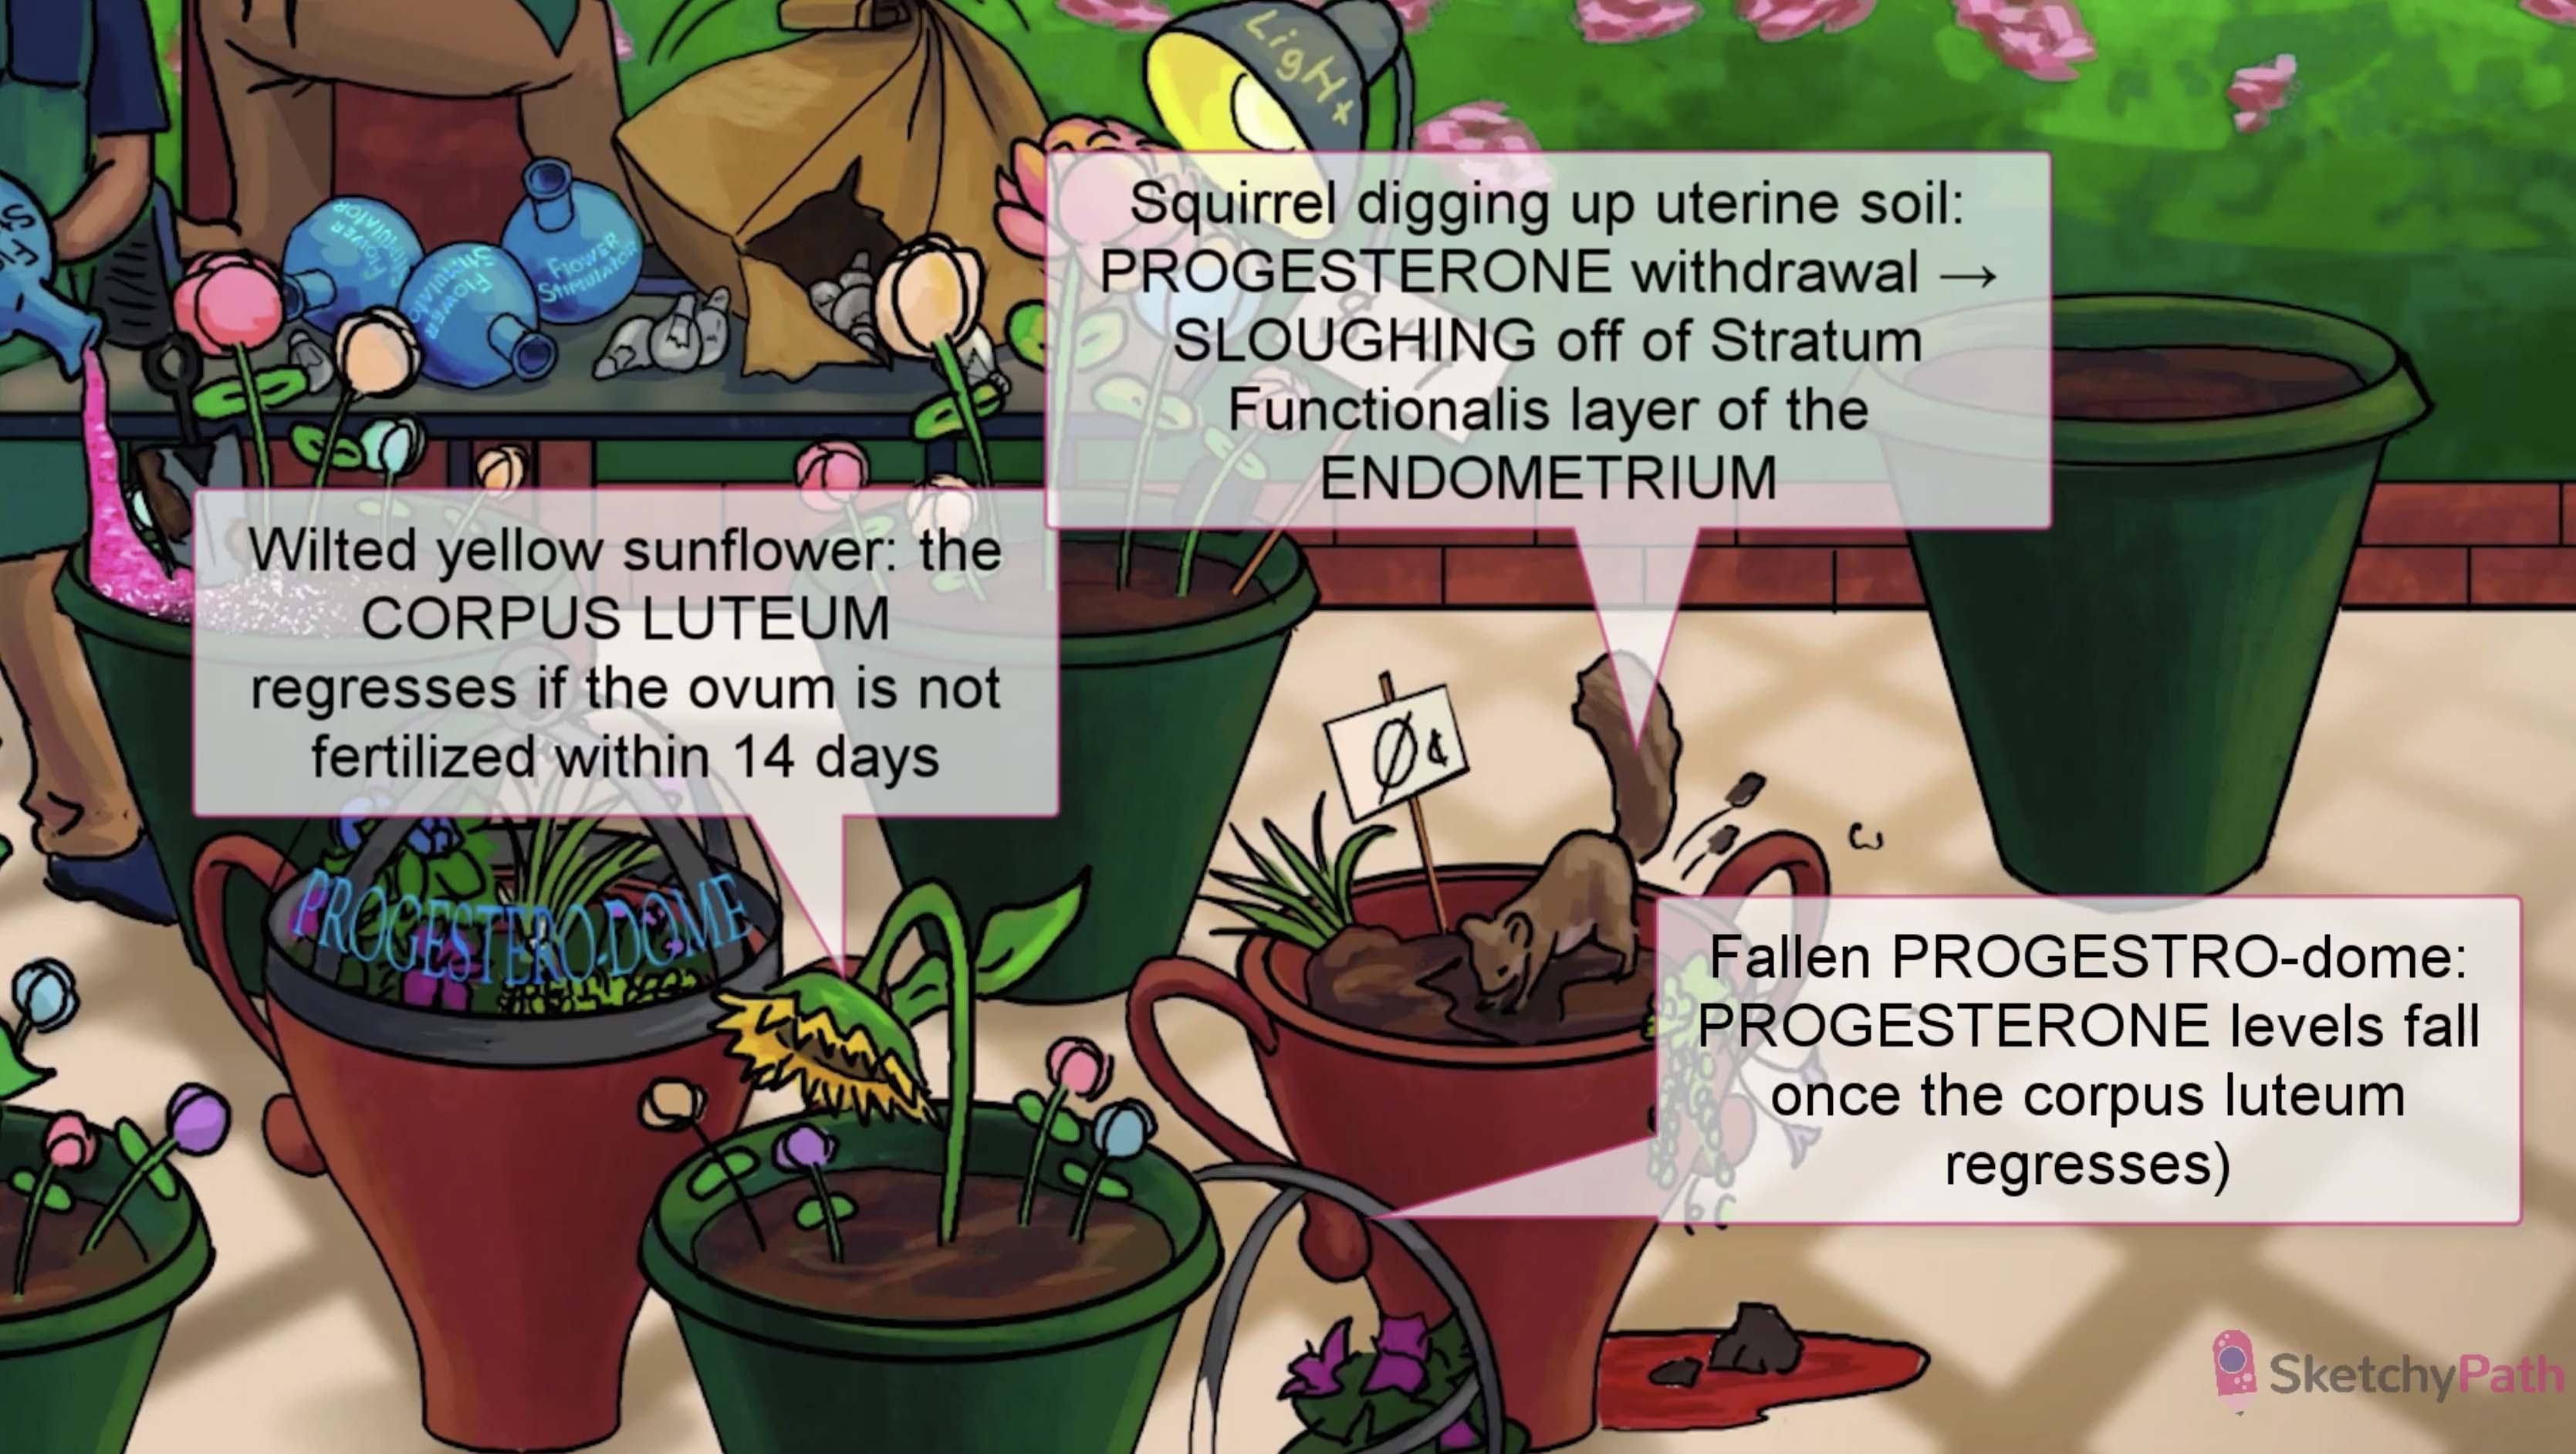 LigHt
FLOWER
STIMULATOR
FLOWER
STIMULATOR
FLOWER
STIMULATOR
Squirrel digging up uterine soil:
PROGESTERONE withdrawal →
SLOUGHING off of Stratum
Functionalis layer of the
ENDOMETRIUM
Wilted yellow sunflower: the
CORPUS LUTEUM
regresses if the ovum is not
fertilized within 14 days
Ø¢
PROGESTERO-DOME
Fallen PROGESTRO-dome:
PROGESTERONE levels fall
once the corpus luteum
regresses)
SketchyPath